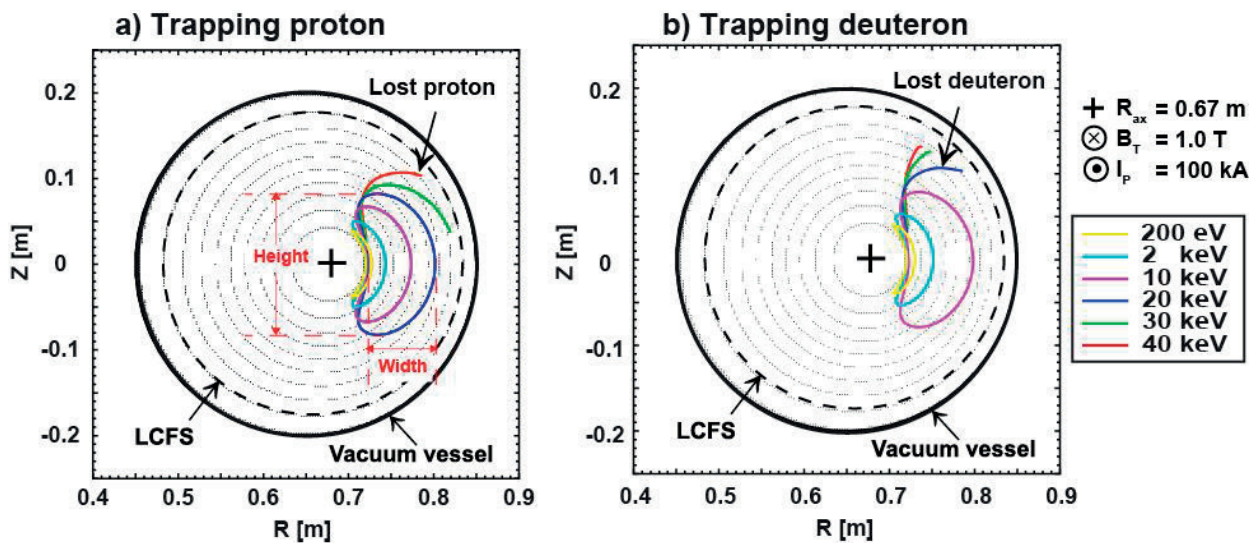 a) Trapping proton
Lost proton
Height
Width
LCFS
Vacuum vessel
Z [m]
0.2
0.1
0
-0.1
-0.2
0.4 0.5 0.6 0.7 0.8 0.9
R [m]
b) Trapping deuteron
Lost deuteron
LCFS
Vacuum vessel
Z [m]
0.2
0.1
0
-0.1
-0.2
0.4 0.5 0.6 0.7 0.8 0.9
R [m]
R_ax = 0.67 m
B_T = 1.0 T
I_P = 100 kA
200 eV
2 keV
10 keV
20 keV
30 keV
40 keV